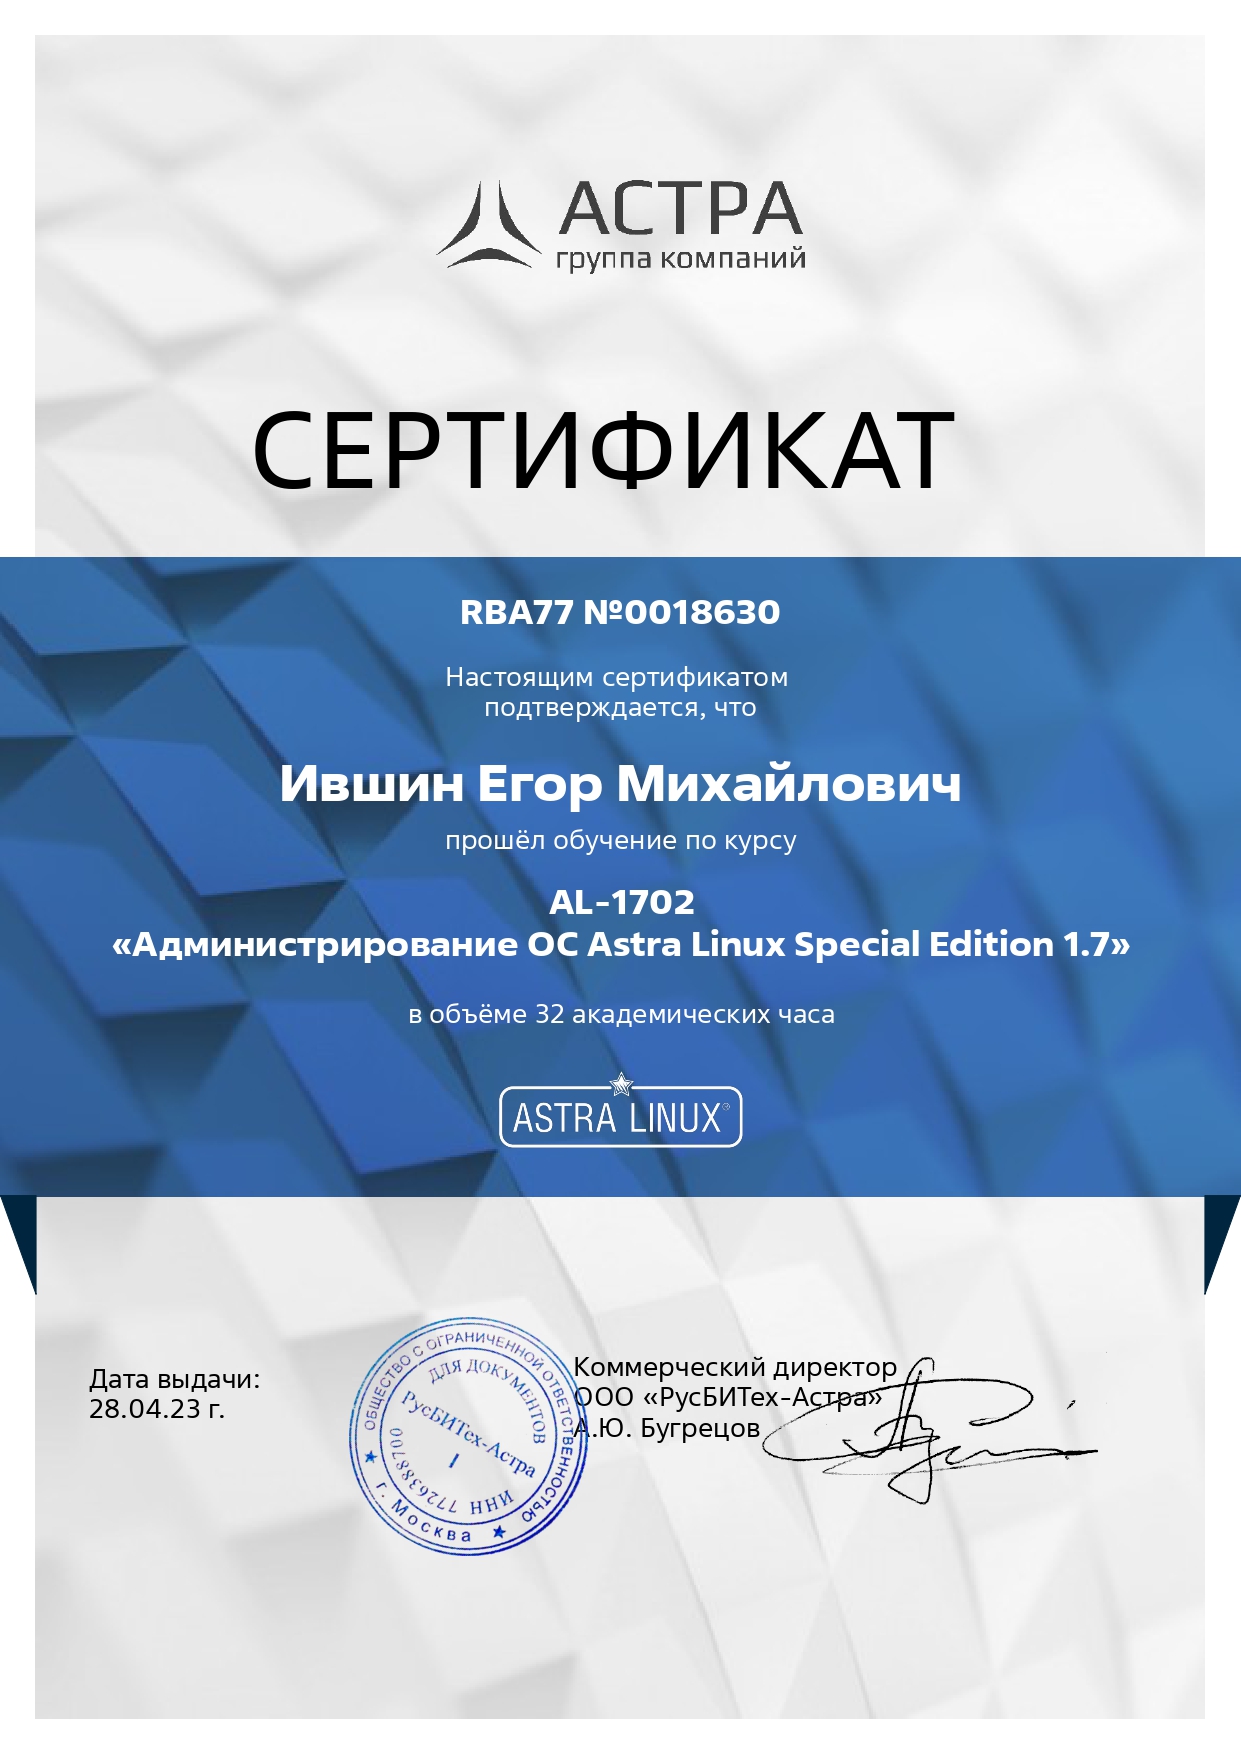 АСТРА
группа компаний
СЕРТИФИКАТ
RBA77 №0018630
Настоящим сертификатом
подтверждается, что
Ившин Егор Михайлович
прошёл обучение по курсу
AL-1702
«Администрирование ОС Astra Linux Special Edition 1.7»
в объёме 32 академических часа
ASTRA LINUX®
Дата выдачи:
28.04.23 г.
ОБЩЕСТВО С ОГРАНИЧЕННОЙ ОТВЕТСТВЕННОСТЬЮ
г. Москва
ДЛЯ ДОКУМЕНТОВ
РусБИТех-Астра
1
ИНН 7726388700
Коммерческий директор
ООО «РусБИТех-Астра»
А.Ю. Бугрецов